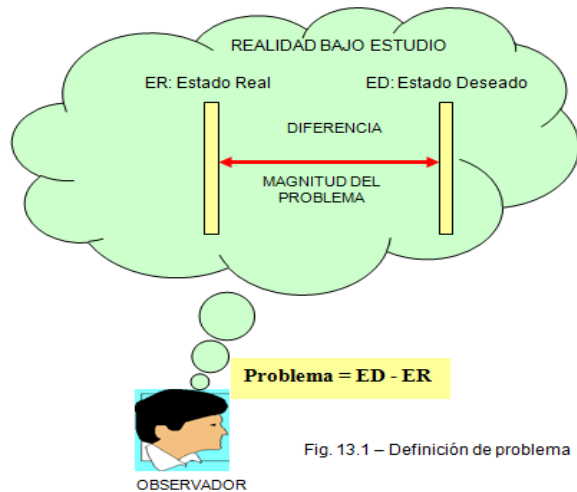 REALIDAD BAJO ESTUDIO
ER: Estado Real
ED: Estado Deseado
DIFERENCIA
MAGNITUD DEL
PROBLEMA
Problema = ED - ER
Fig. 13.1 – Definición de problema
OBSERVADOR